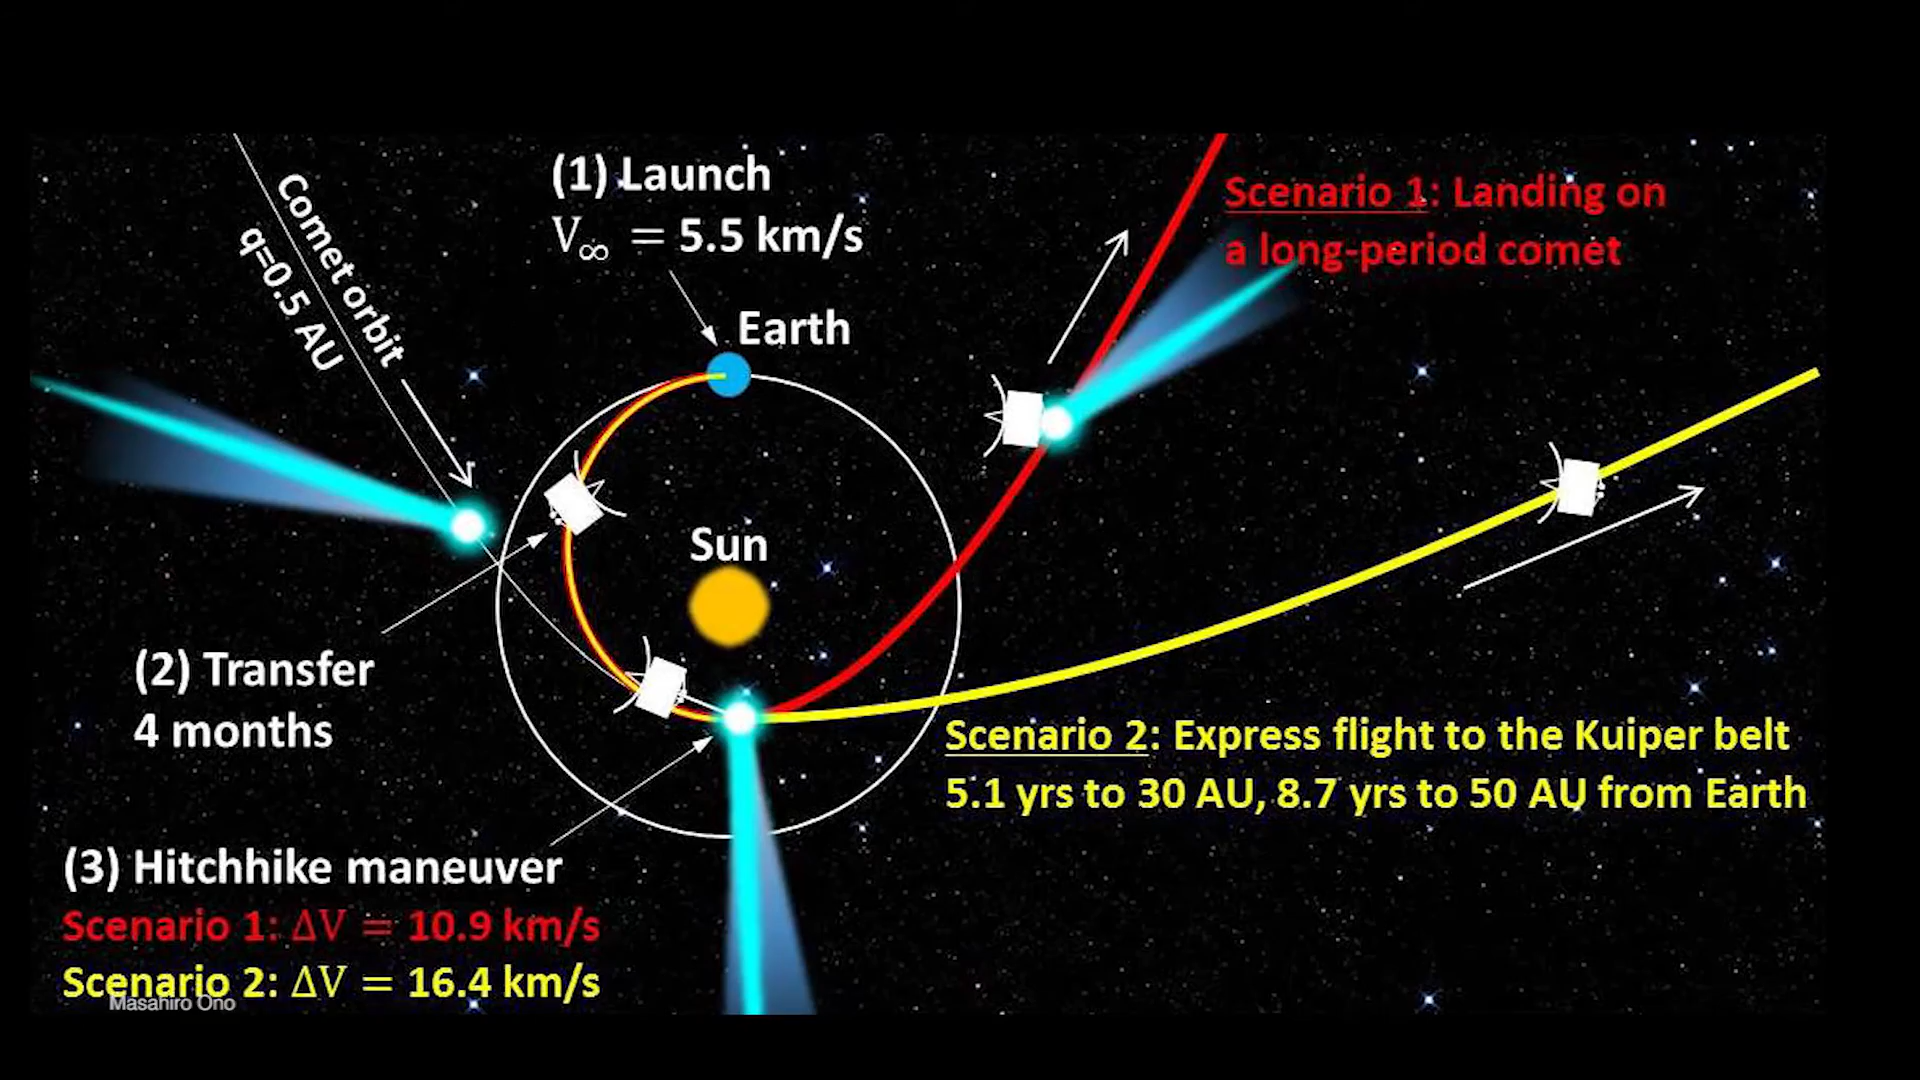 (1) Launch
V∞ = 5.5 km/s
Scenario 1: Landing on
a long-period comet
Comet orbit
q=0.5 AU
Earth
Sun
(2) Transfer
4 months
Scenario 2: Express flight to the Kuiper belt
5.1 yrs to 30 AU, 8.7 yrs to 50 AU from Earth
(3) Hitchhike maneuver
Scenario 1: ΔV = 10.9 km/s
Scenario 2: ΔV = 16.4 km/s
Masahiro Ono